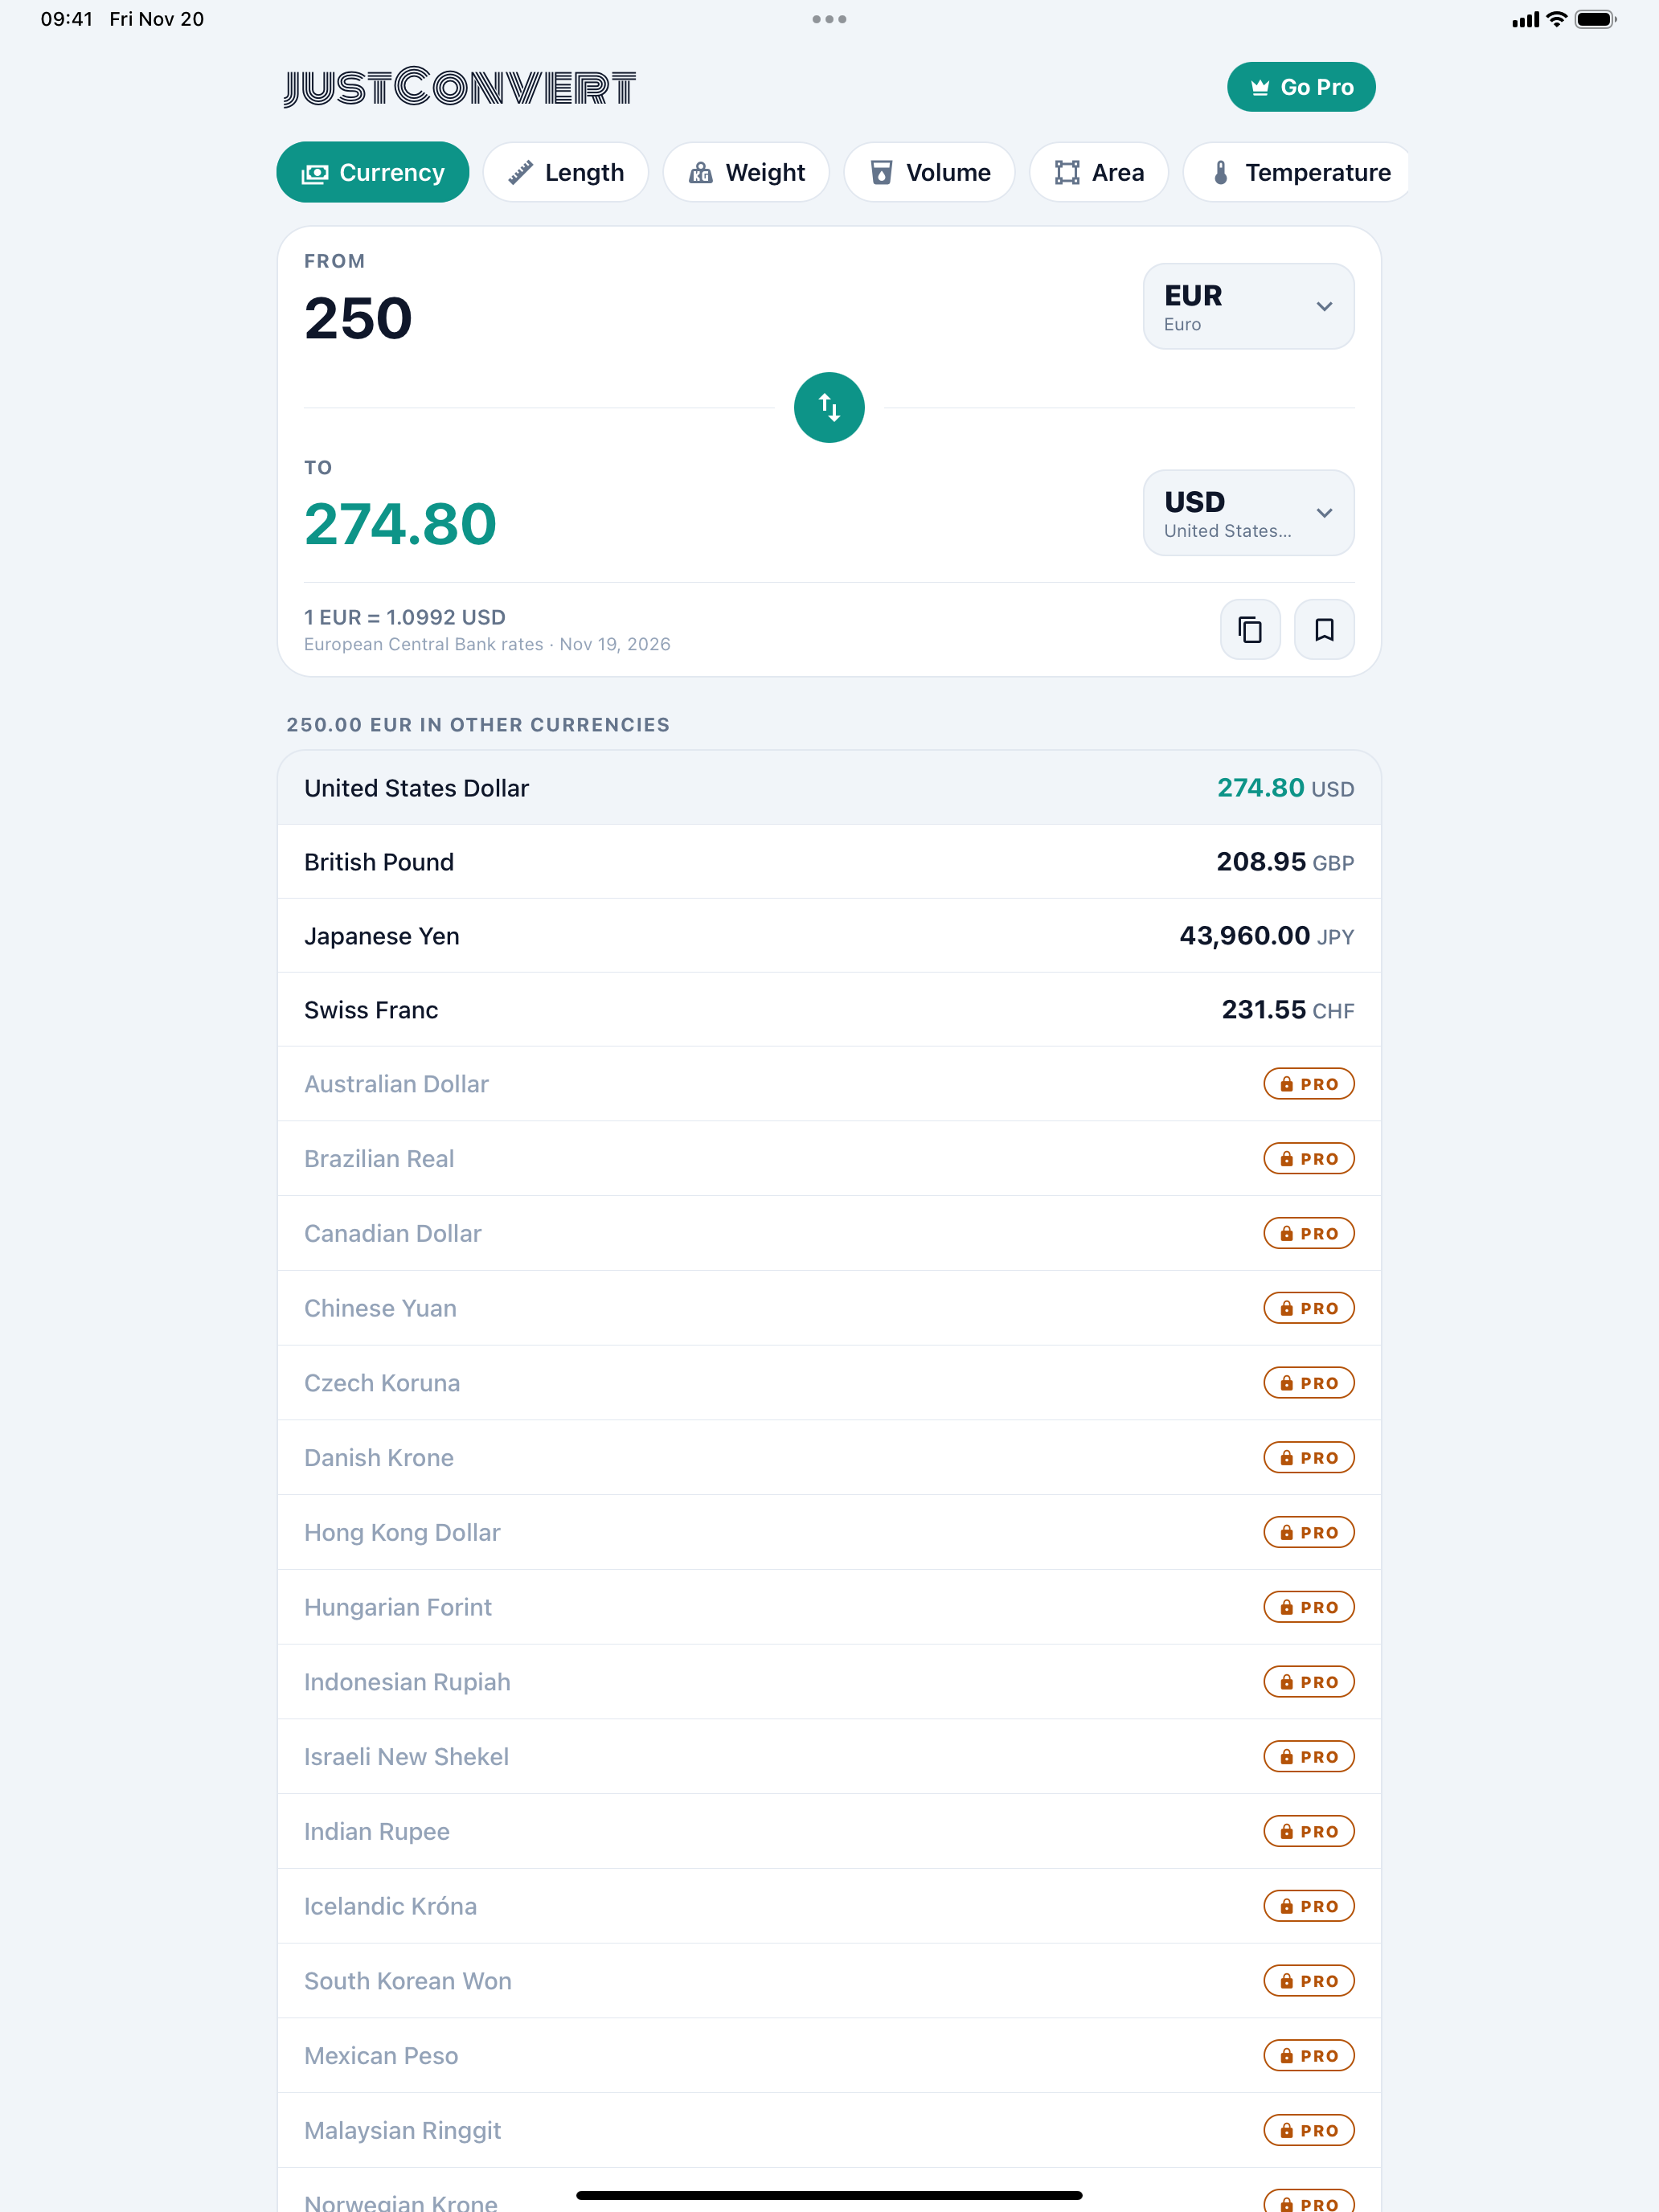 09:41 Fri Nov 20
JUSTCONVERT
Go Pro
Currency Length Weight Volume Area Temperature
FROM
250
EUR
Euro
TO
274.80
USD
United States...
1 EUR = 1.0992 USD
European Central Bank rates · Nov 19, 2026
250.00 EUR IN OTHER CURRENCIES
United States Dollar 274.80 USD
British Pound 208.95 GBP
Japanese Yen 43,960.00 JPY
Swiss Franc 231.55 CHF
Australian Dollar PRO
Brazilian Real PRO
Canadian Dollar PRO
Chinese Yuan PRO
Czech Koruna PRO
Danish Krone PRO
Hong Kong Dollar PRO
Hungarian Forint PRO
Indonesian Rupiah PRO
Israeli New Shekel PRO
Indian Rupee PRO
Icelandic Króna PRO
South Korean Won PRO
Mexican Peso PRO
Malaysian Ringgit PRO
Norwegian Krone PRO